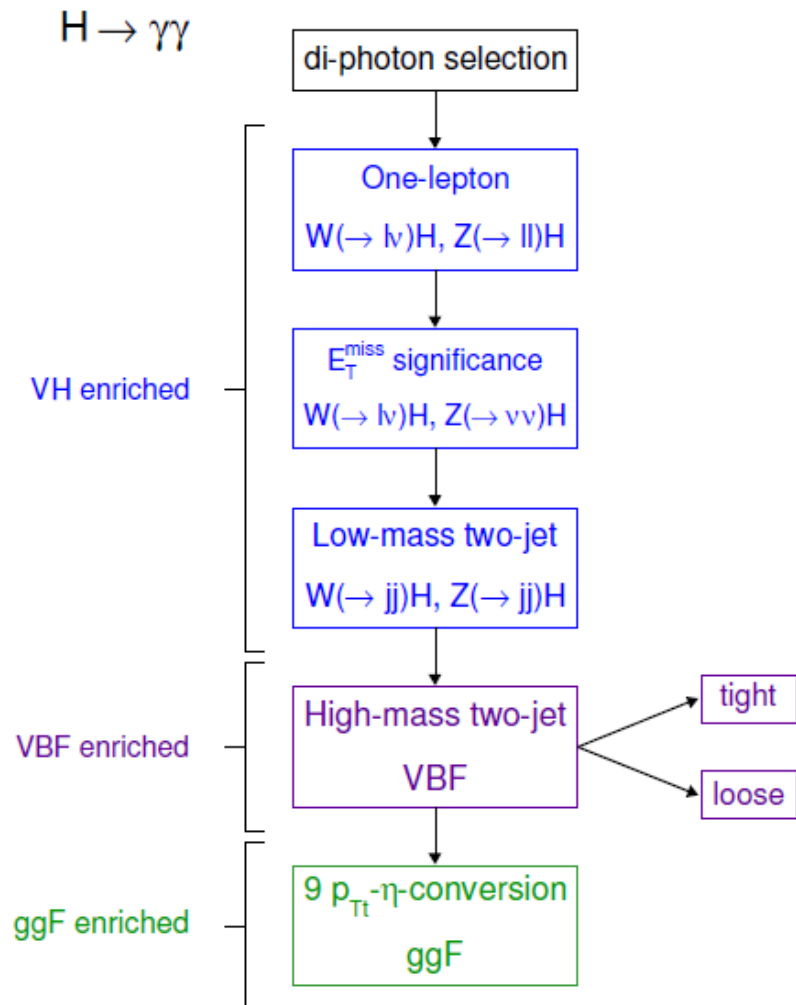 H → γγ
di-photon selection
One-lepton
W(→ lν)H, Z(→ ll)H
E_T^miss significance
W(→ lν)H, Z(→ νν)H
VH enriched
Low-mass two-jet
W(→ jj)H, Z(→ jj)H
High-mass two-jet
VBF
VBF enriched
tight
loose
9 p_Tt-η-conversion
ggF
ggF enriched